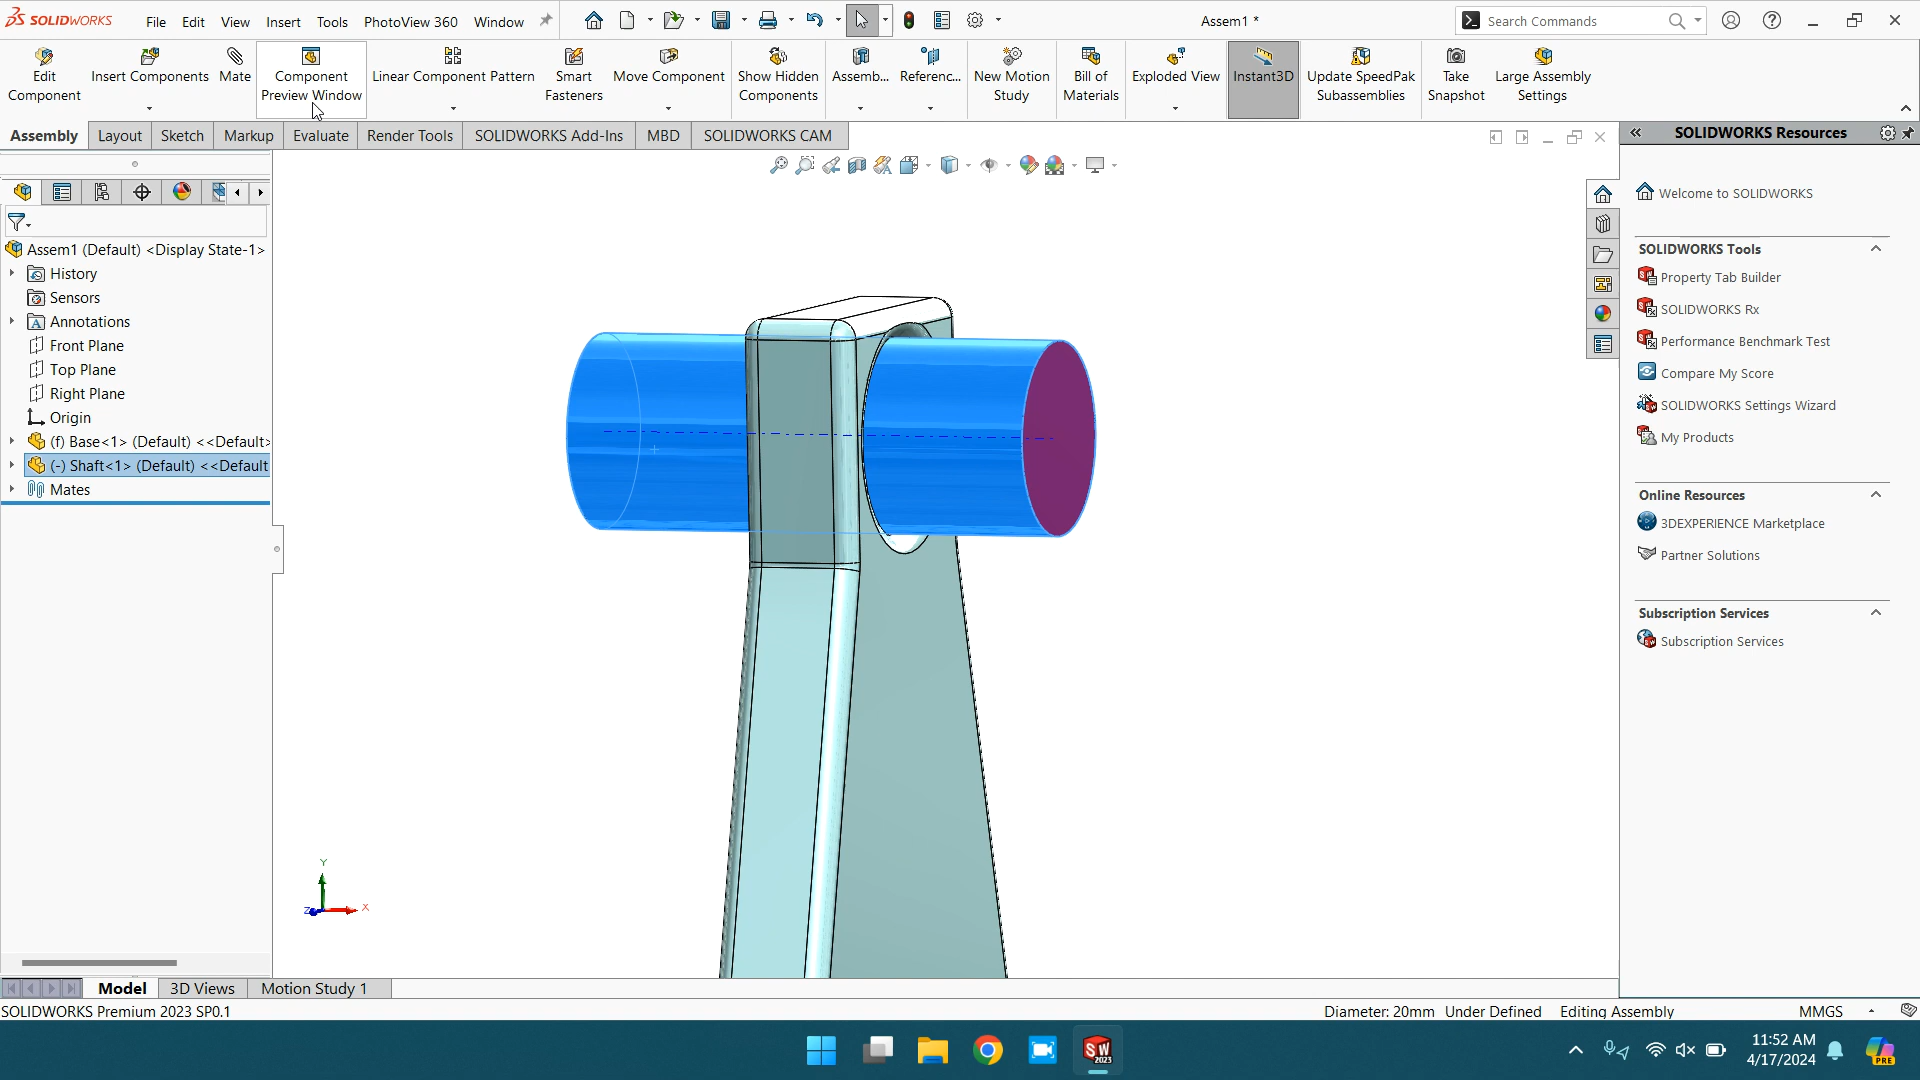 SOLIDWORKS File Edit View Insert Tools PhotoView 360 Window Assem1 * Search Commands
Edit Component
Insert Components
Mate
Component Preview Window
Linear Component Pattern
Smart Fasteners
Move Component
Show Hidden Components
Assemb...
Referenc...
New Motion Study
Bill of Materials
Exploded View
Instant3D
Update SpeedPak Subassemblies
Take Snapshot
Large Assembly Settings
Assembly Layout Sketch Markup Evaluate Render Tools SOLIDWORKS Add-Ins MBD SOLIDWORKS CAM
Assem1 (Default) <Display State-1>
History
Sensors
Annotations
Front Plane
Top Plane
Right Plane
Origin
(f) Base<1> (Default) <<Default>
(-) Shaft<1> (Default) <<Default
Mates
Y
Z
X
SOLIDWORKS Resources
Welcome to SOLIDWORKS
SOLIDWORKS Tools
Property Tab Builder
SOLIDWORKS Rx
Performance Benchmark Test
Compare My Score
SOLIDWORKS Settings Wizard
My Products
Online Resources
3DEXPERIENCE Marketplace
Partner Solutions
Subscription Services
Subscription Services
Model 3D Views Motion Study 1
SOLIDWORKS Premium 2023 SP0.1 Diameter: 20mm Under Defined Editing Assembly MMGS
SW
2023
11:52 AM
4/17/2024
PRE